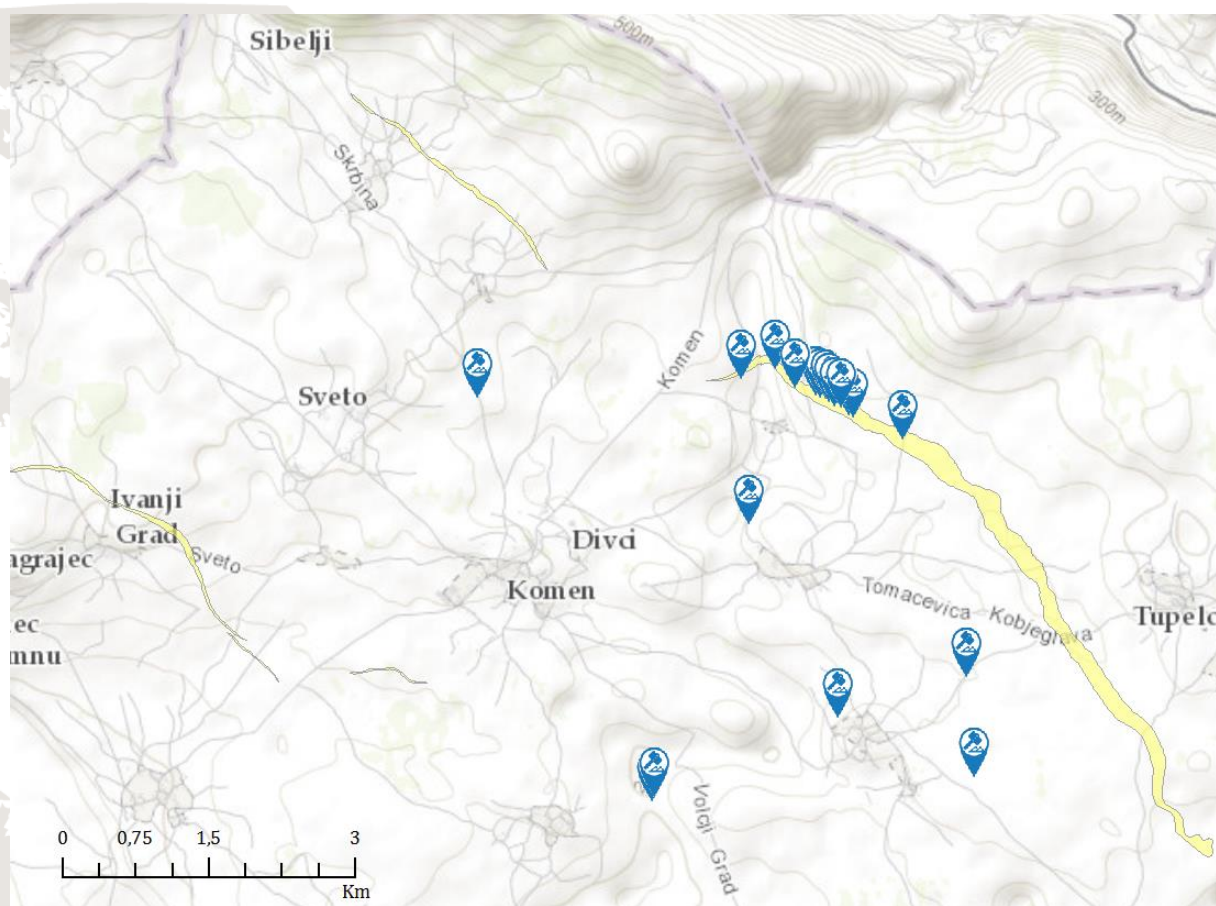 Sibelji
500m
300m
Skrbina
Komen
Sveto
Ivanji
Grad
Sveto
agrajec
Divci
Komen
Tomacevica
Kobjeglava
Tupelc
ec
mnu
Volcji Grad
0 0,75 1,5 3
Km